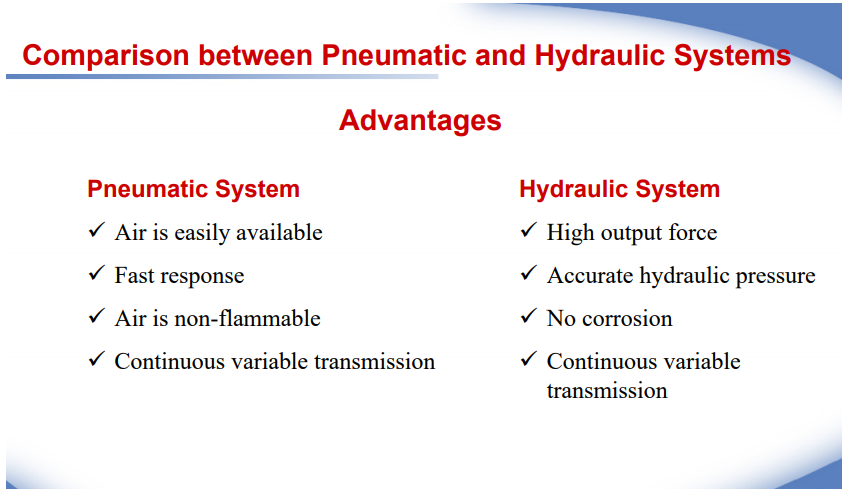 Comparison between Pneumatic and Hydraulic Systems
Advantages
Pneumatic System
✓ Air is easily available
✓ Fast response
✓ Air is non-flammable
✓ Continuous variable transmission
Hydraulic System
✓ High output force
✓ Accurate hydraulic pressure
✓ No corrosion
✓ Continuous variable
transmission